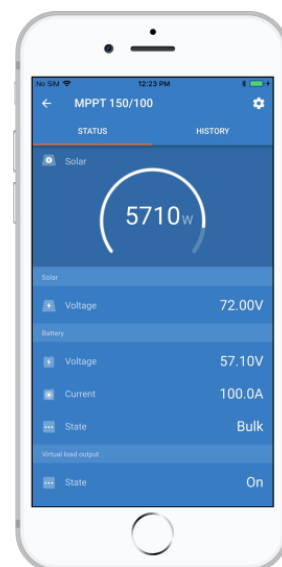 No SIM 12:23 PM
MPPT 150/100
STATUS HISTORY
Solar
5710W
Solar
Voltage 72.00V
Battery
Voltage 57.10V
Current 100.0A
State Bulk
Virtual load output
State On